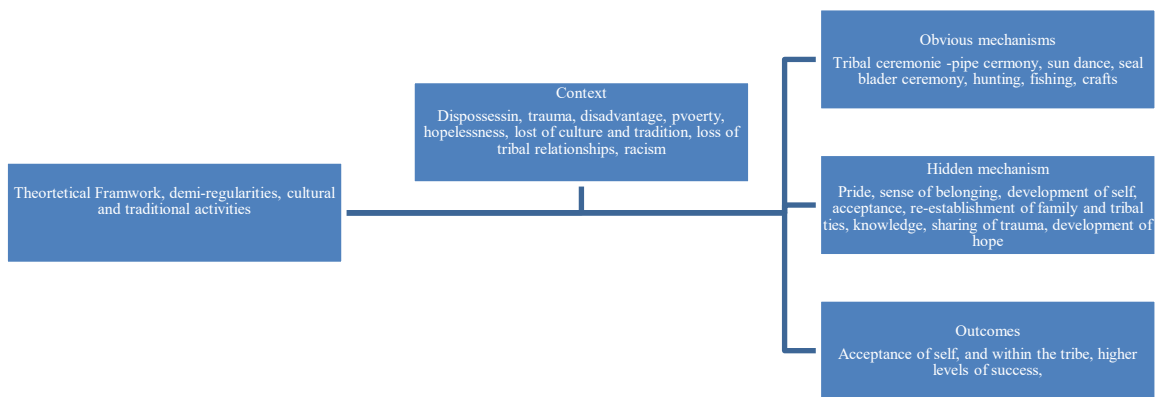 Theortetical Framwork, demi-regularities, cultural
and traditional activities
Context
Dispossessin, trauma, disadvantage, pvoerty,
hopelessness, lost of culture and tradition, loss of
tribal relationships, racism
Obvious mechanisms
Tribal ceremonie -pipe cermony, sun dance, seal
blader ceremony, hunting, fishing, crafts
Hidden mechanism
Pride, sense of belonging, development of self,
acceptance, re-establishment of family and tribal
ties, knowledge, sharing of trauma, development of
hope
Outcomes
Acceptance of self, and within the tribe, higher
levels of success,